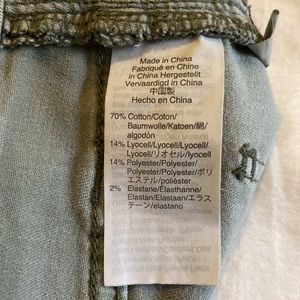 Made in China
Fabriqué en Chine
in China Hergestellt
Vervaardigd in China
中国製
Hecho en China
70% Cotton/Coton/
Baumwolle/Katoen/綿/
algodón
14% Lyocell/Lyocell/Lyocell/
Lyocell/リオセル/lyocell
14% Polyester/Polyester/
Polyester/Polyester/ポリ
エステル/poliéster
2% Elastane/Élasthanne/
Elastan/Elastaan/エラス
テーン/elastano